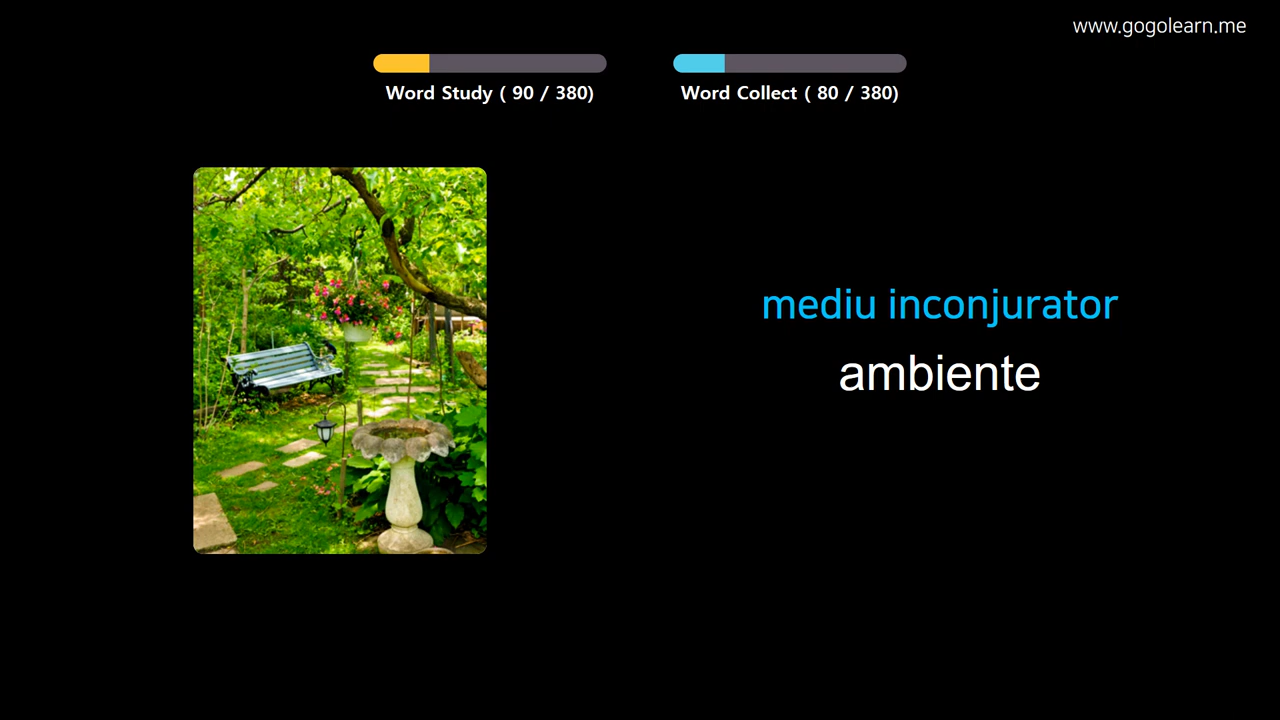 www.gogolearn.me
Word Study ( 90 / 380)
Word Collect ( 80 / 380)
mediu inconjurator
ambiente